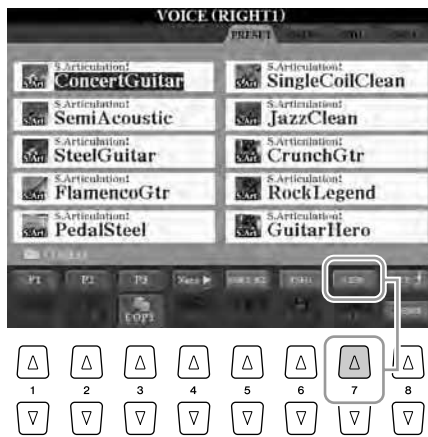 VOICE (RIGHT1)
PRESET
S.Articulation!
ConcertGuitar
S.Articulation!
SingleCoilClean
S.Articulation!
SemiAcoustic
S.Articulation!
JazzClean
S.Articulation!
SteelGuitar
S.Articulation!
CrunchGtr
S.Articulation!
FlamencoGtr
S.Articulation!
RockLegend
S.Articulation!
PedalSteel
S.Articulation!
GuitarHero
P1 P2 P3 Next
COPY
1 2 3 4 5 6 7 8